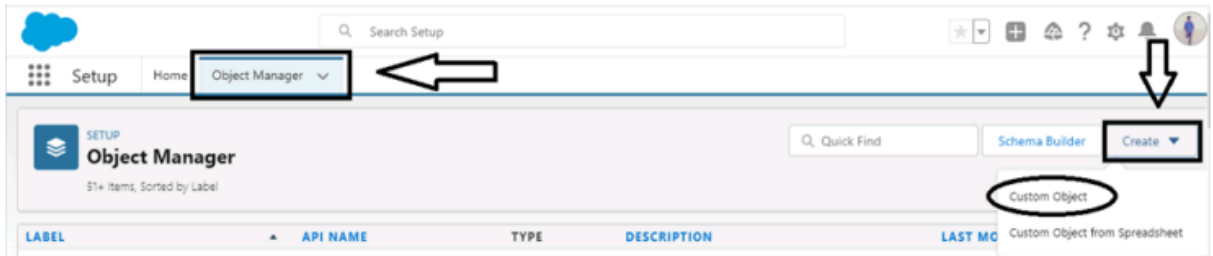 Search Setup
Setup Home Object Manager
SETUP
Object Manager
51+ Items, Sorted by Label
Quick Find Schema Builder Create
Custom Object
Custom Object from Spreadsheet
LABEL API NAME TYPE DESCRIPTION LAST MO